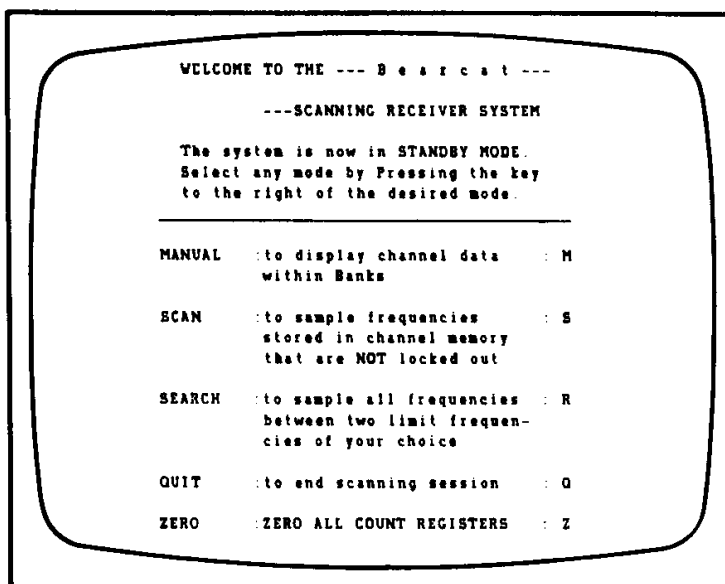 WELCOME TO THE --- B e a r c a t ---
---SCANNING RECEIVER SYSTEM
The system is now in STANDBY MODE.
Select any mode by Pressing the key
to the right of the desired mode.
MANUAL :to display channel data : M
within Banks
SCAN :to sample frequencies : S
stored in channel memory
that are NOT locked out
SEARCH :to sample all frequencies : R
between two limit frequen-
cies of your choice
QUIT :to end scanning session : Q
ZERO :ZERO ALL COUNT REGISTERS : Z